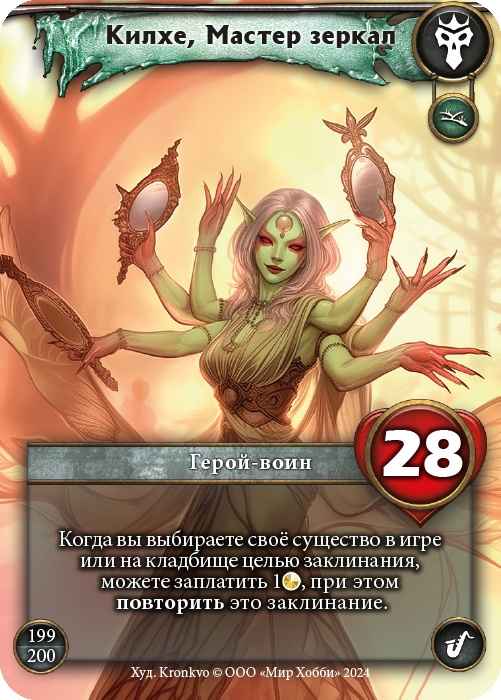 Килхе, Мастер зеркал
Герой-воин
28
Когда вы выбираете своё существо в игре
или на кладбище целью заклинания,
можете заплатить 1, при этом
повторить это заклинание.
199
200
Худ. Kronkvo © ООО «Мир Хобби» 2024